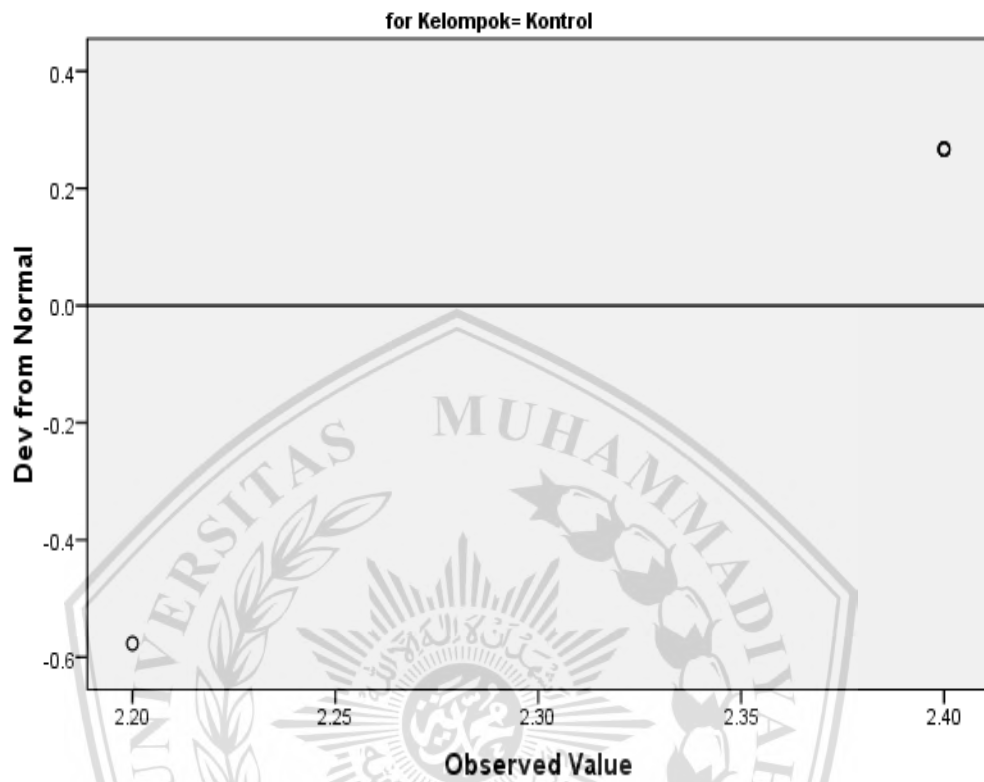 for Kelompok= Kontrol
0.4
0.2
0.0
-0.2
-0.4
-0.6
Dev from Normal
2.20 2.25 2.30 2.35 2.40
Observed Value
UNIVERSITAS MUHAMMADIYAH